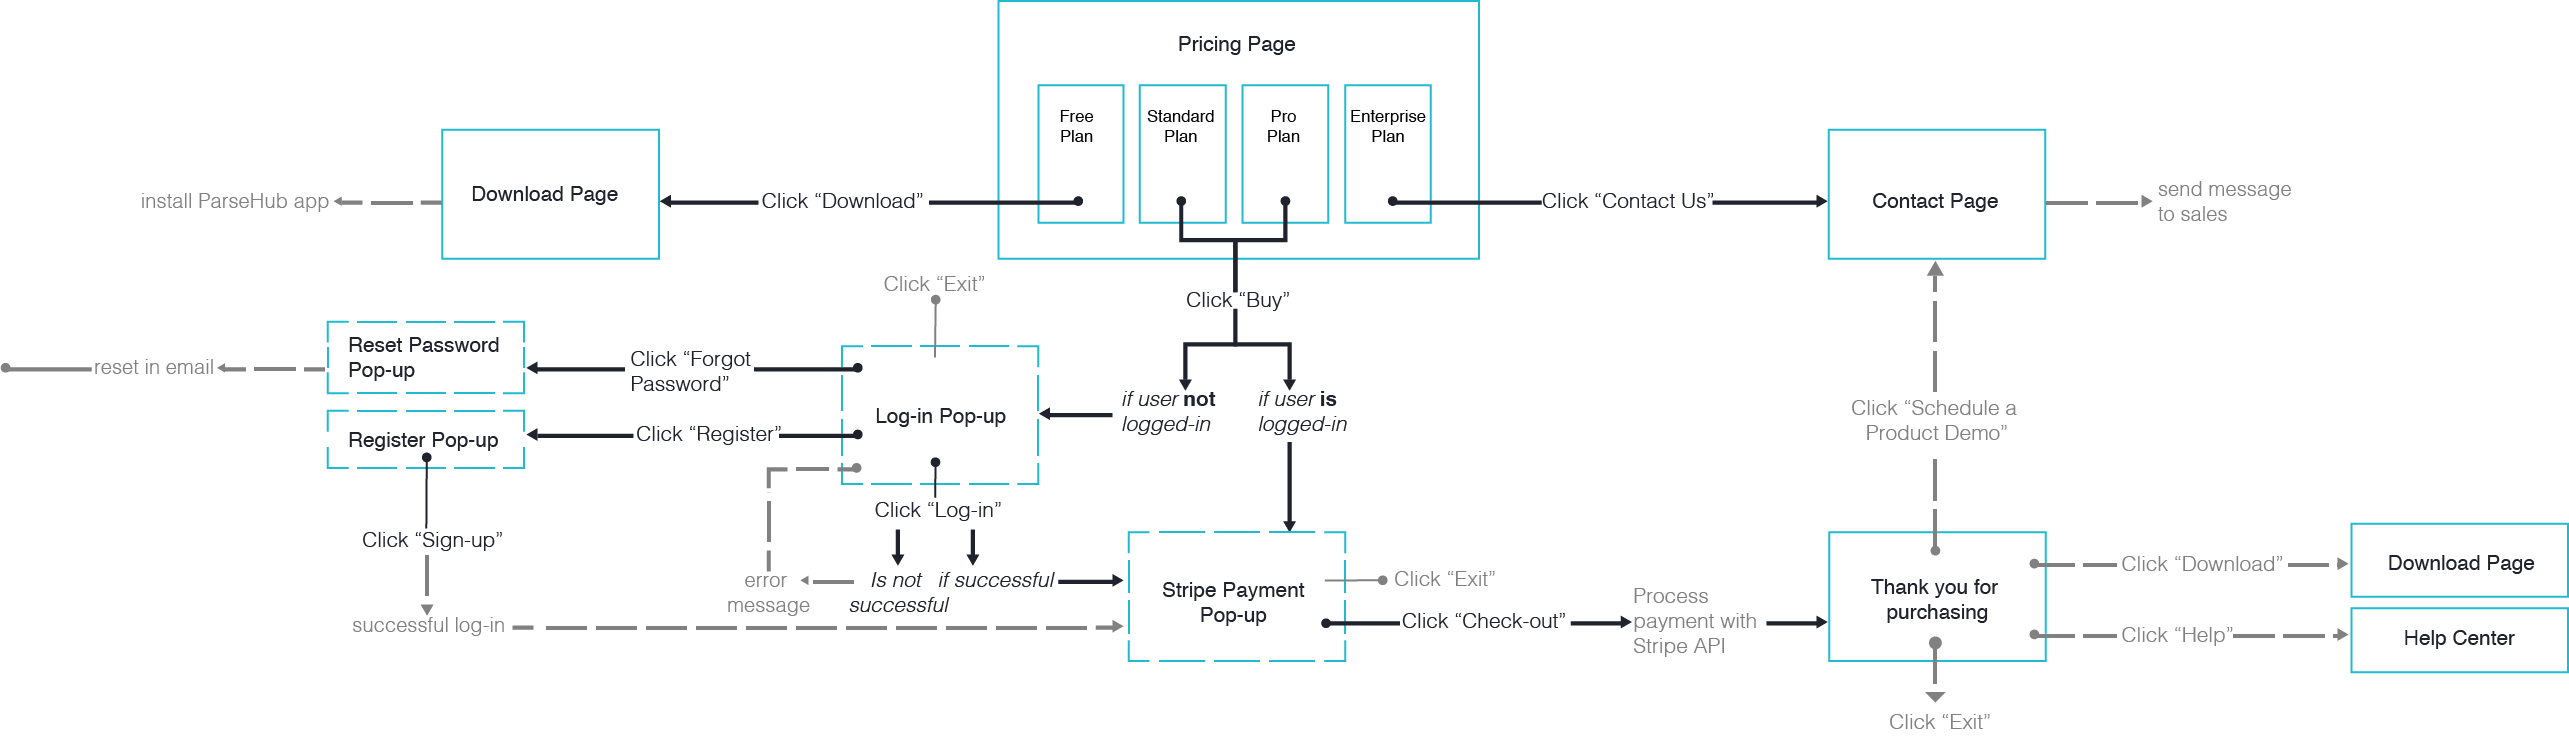 Pricing Page
Free
Plan
Standard
Plan
Pro
Plan
Enterprise
Plan
install ParseHub app
Download Page
Click “Download”
Click “Contact Us”
Contact Page
send message
to sales
Click “Exit”
Click “Buy”
reset in email
Reset Password
Pop-up
Click “Forgot
Password”
Log-in Pop-up
if user not
logged-in
if user is
logged-in
Click “Schedule a
Product Demo”
Register Pop-up
Click “Register”
Click “Log-in”
Click “Sign-up”
error
message
Is not
successful
if successful
successful log-in
Stripe Payment
Pop-up
Click “Exit”
Click “Check-out”
Process
payment with
Stripe API
Thank you for
purchasing
Click “Download”
Download Page
Click “Help”
Help Center
Click “Exit”